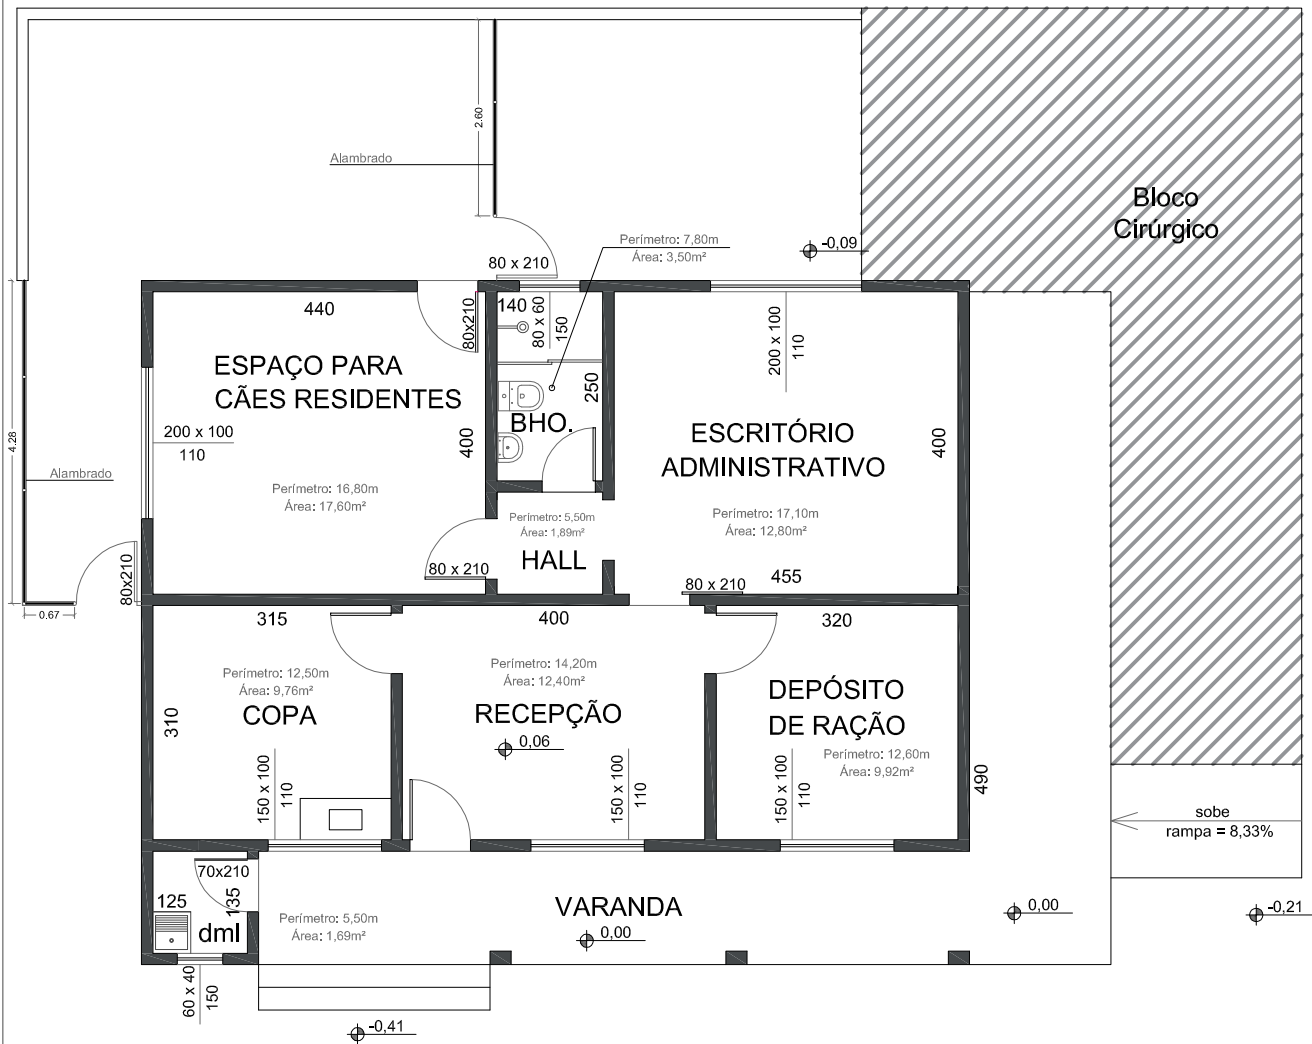 2.60
Alambrado
Bloco
Cirúrgico
Perímetro: 7,80m
Área: 3,50m²
-0,09
80 x 210
440
80x210
140
80 x 60
150
200 x 100
110
ESPAÇO PARA
CÃES RESIDENTES
250
BHO.
400
200 x 100
110
ESCRITÓRIO
ADMINISTRATIVO
400
4.28
Alambrado
Perímetro: 16,80m
Área: 17,60m²
Perímetro: 5,50m
Área: 1,89m²
HALL
Perímetro: 17,10m
Área: 12,80m²
80x210
80 x 210
80 x 210
455
0.67
315
400
320
Perímetro: 12,50m
Área: 9,76m²
COPA
310
Perímetro: 14,20m
Área: 12,40m²
RECEPÇÃO
0,06
DEPÓSITO
DE RAÇÃO
Perímetro: 12,60m
Área: 9,92m²
150 x 100
110
150 x 100
110
150 x 100
110
490
sobe
rampa = 8,33%
70x210
125
135
dml
Perímetro: 5,50m
Área: 1,69m²
VARANDA
0,00
0,00
-0,21
60 x 40
150
-0,41